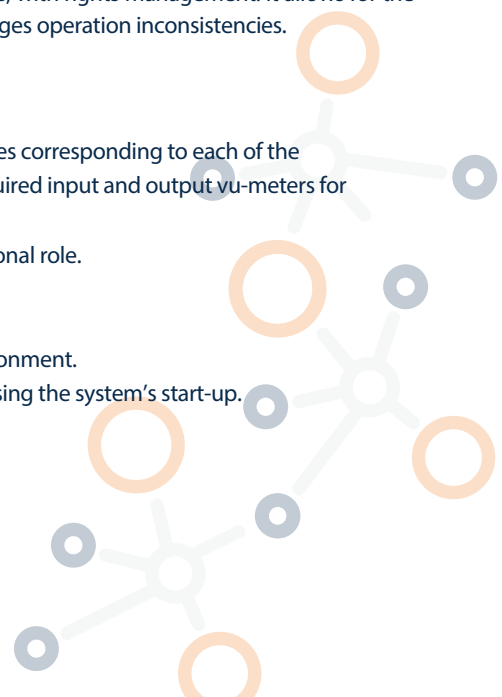 with rights management. It allows for the
ges operation inconsistencies.
es corresponding to each of the
uired input and output vu-meters for
onal role.
onment.
sing the system's start-up.